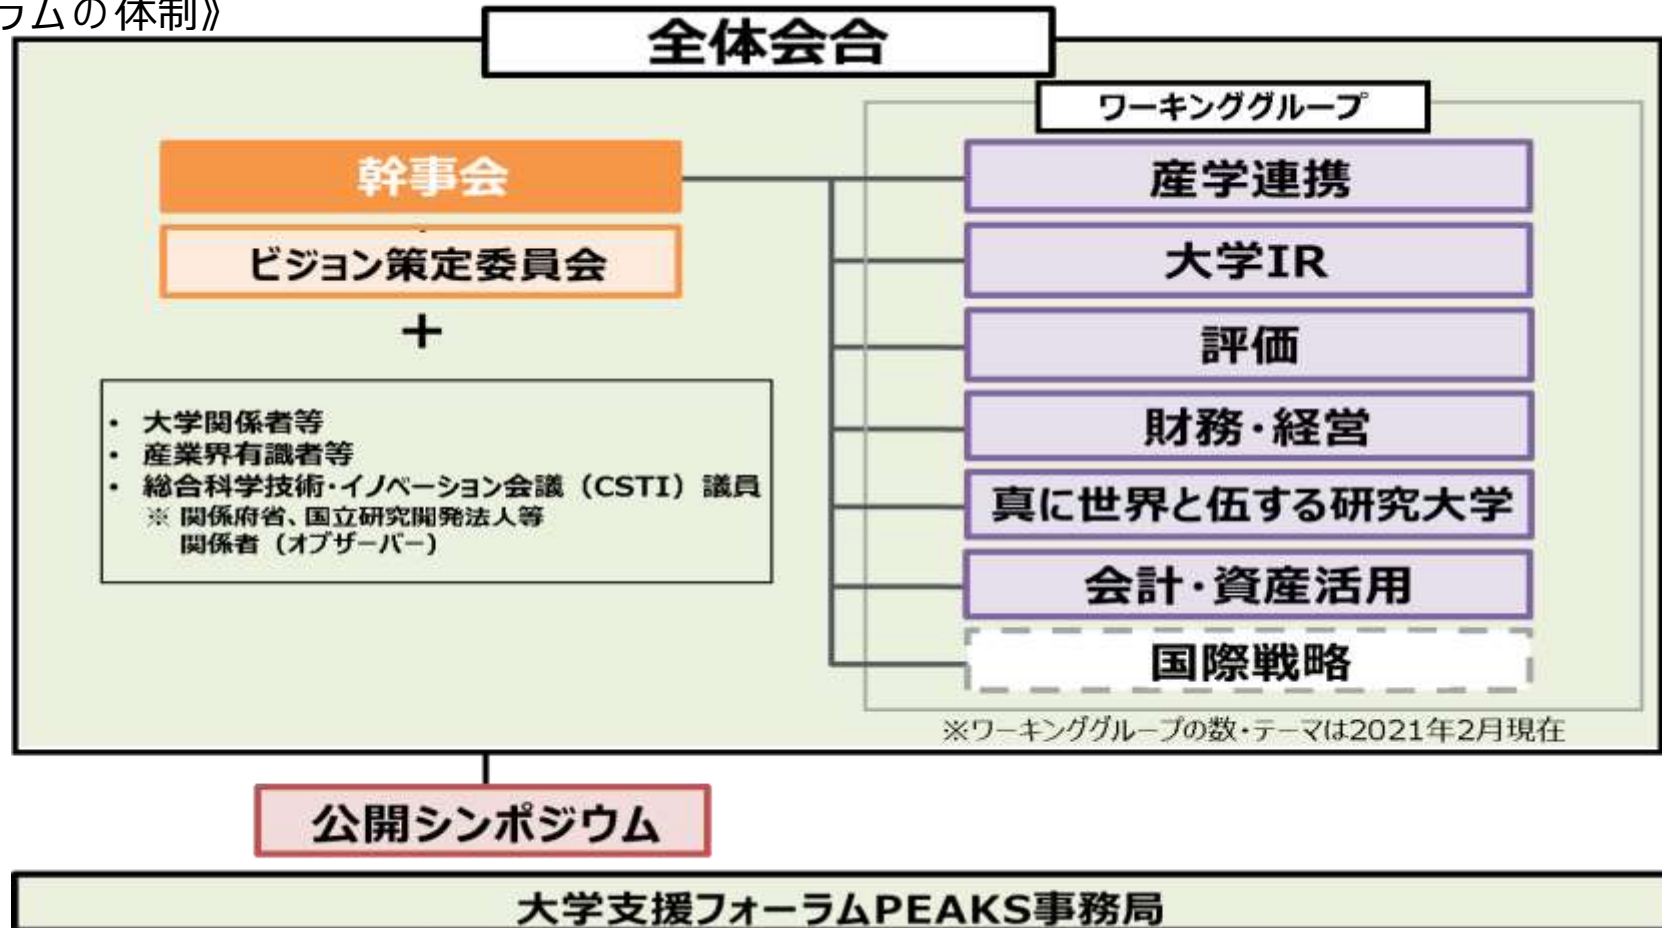 ラムの体制》
全体会合
ワーキンググループ
幹事会
ビジョン策定委員会
+
・ 大学関係者等
・ 産業界有識者等
・ 総合科学技術・イノベーション会議（CSTI）議員
※ 関係府省、国立研究開発法人等
関係者（オブザーバー）
産学連携
大学IR
評価
財務・経営
真に世界と伍する研究大学
会計・資産活用
国際戦略
※ワーキンググループの数・テーマは2021年2月現在
公開シンポジウム
大学支援フォーラムPEAKS事務局